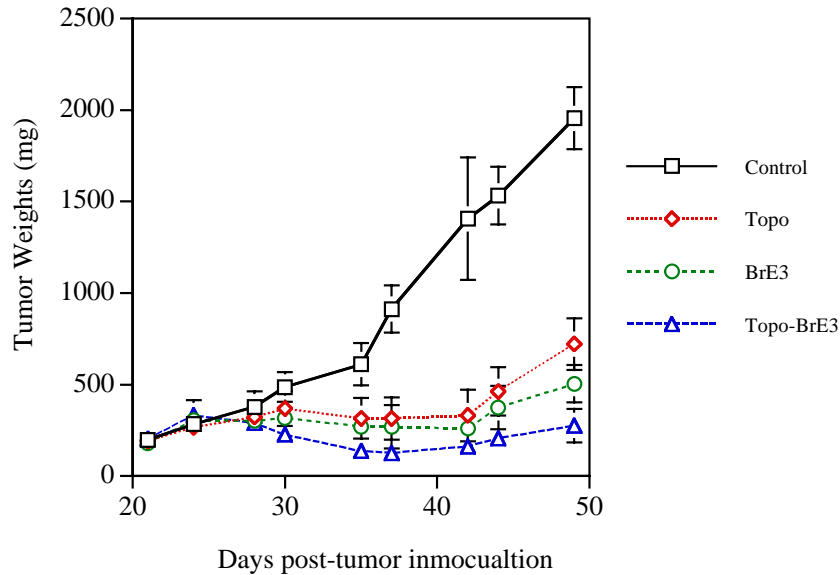 2500
2000
1500
1000
500
0
20
30
40
50
Tumor Weights (mg)
Days post-tumor inmocualtion
Control
Topo
BrE3
Topo-BrE3